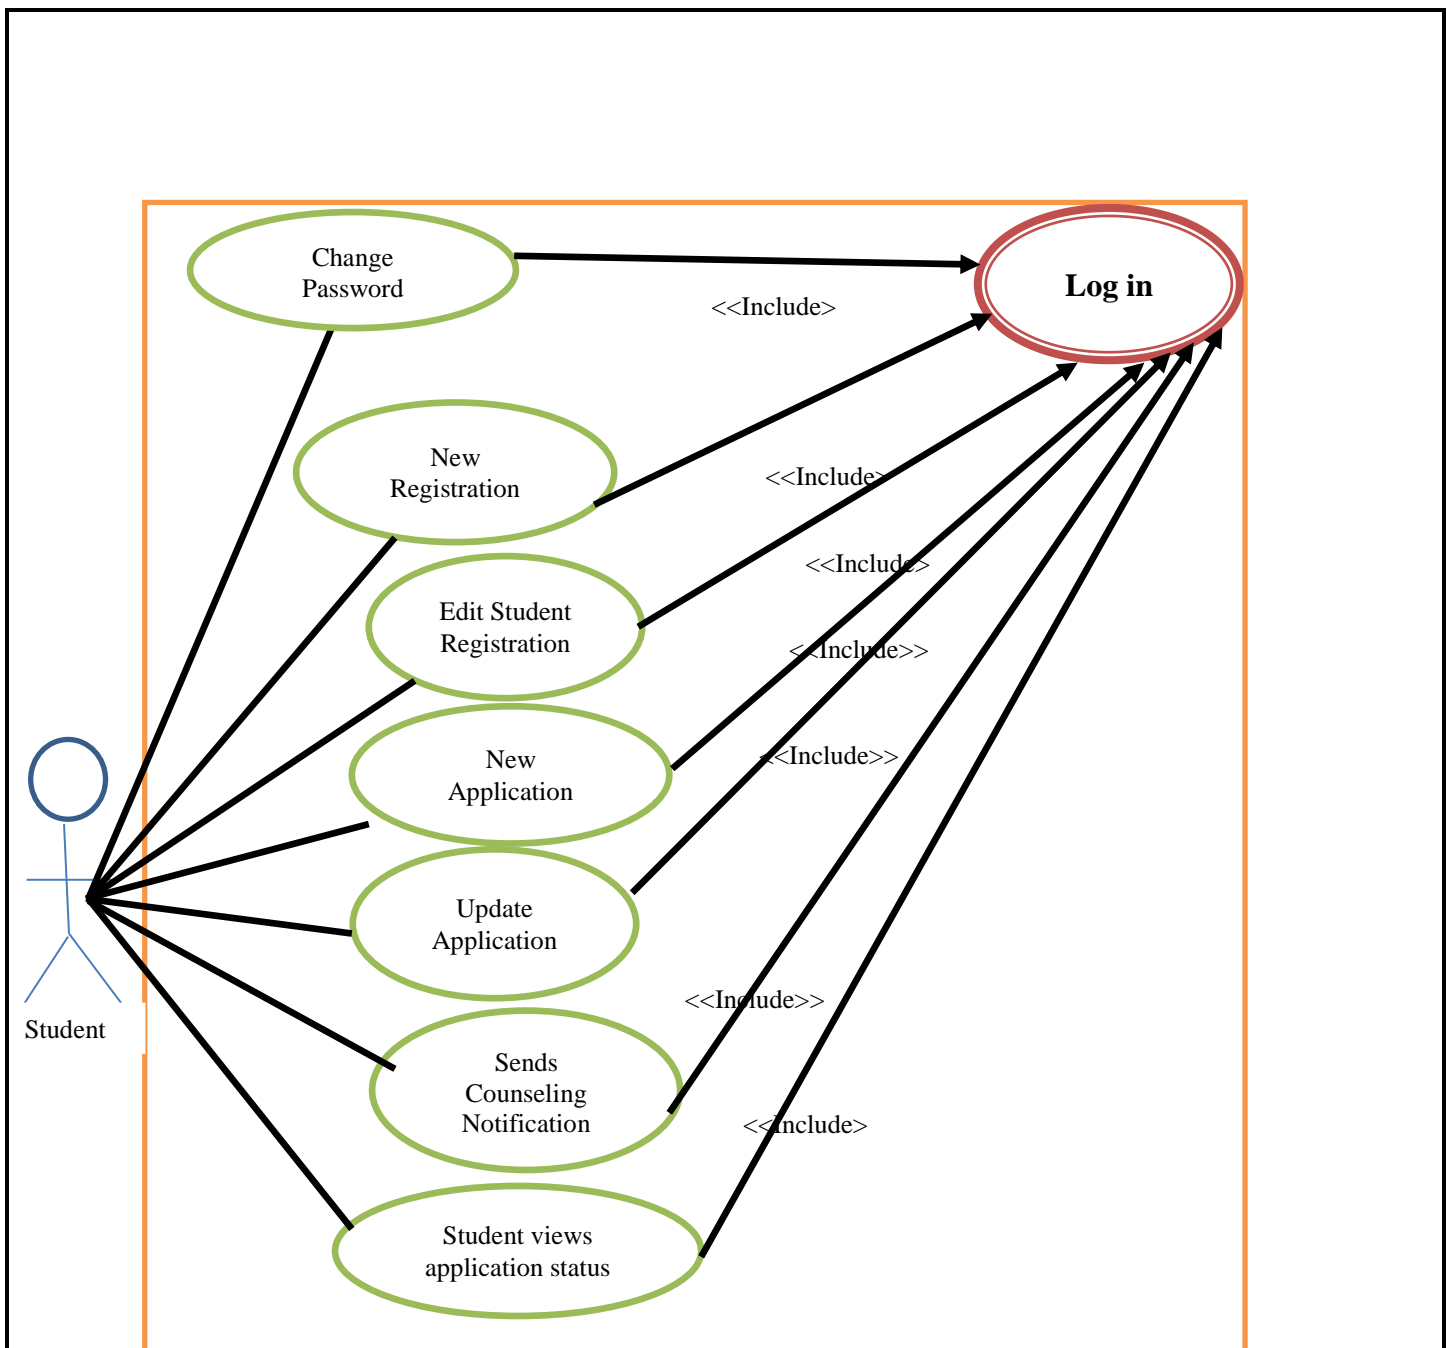 Change
Password
Log in
<<Include>
New
Registration
<<Include>
Edit Student
Registration
<<Include>
<<Include>>
New
Application
<<Include>>
Update
Application
<<Include>>
Student
Sends
Counseling
Notification
<<Include>
Student views
application status